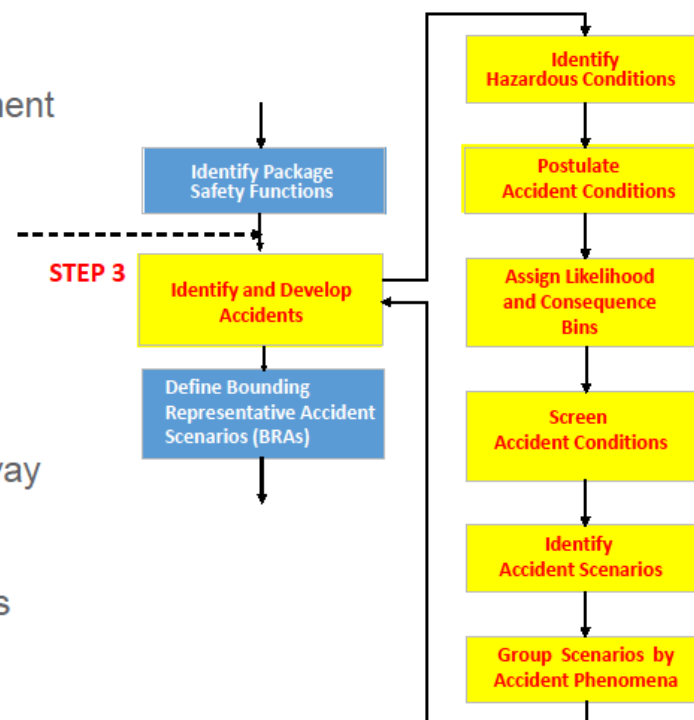 Identify Package
Safety Functions
STEP 3
Identify and Develop
Accidents
Define Bounding
Representative Accident
Scenarios (BRAs)
Identify
Hazardous Conditions
Postulate
Accident Conditions
Assign Likelihood
and Consequence
Bins
Screen
Accident Conditions
Identify
Accident Scenarios
Group Scenarios by
Accident Phenomena